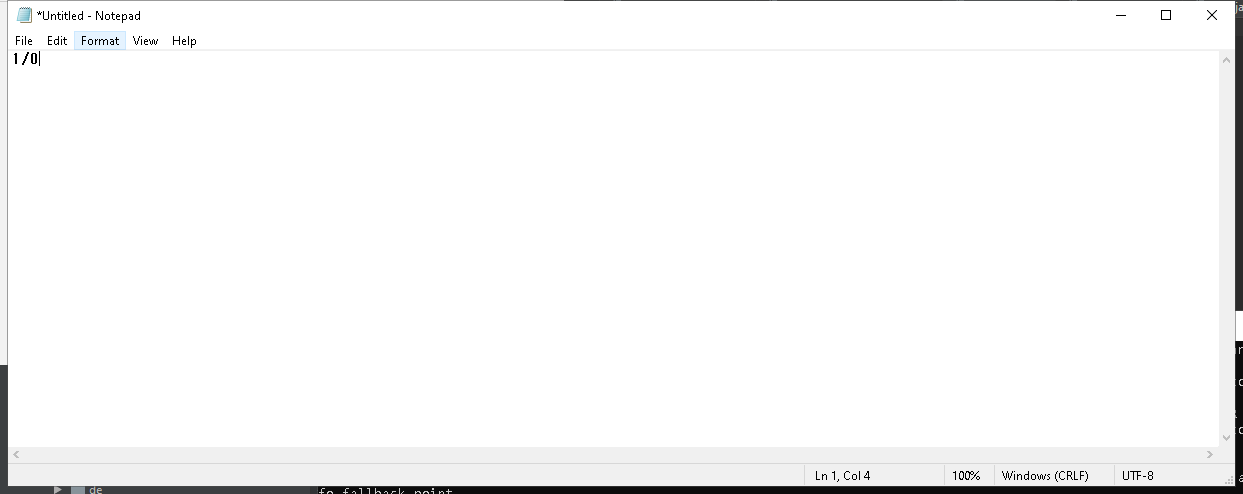 *Untitled - Notepad
File Edit Format View Help
1/0
Ln 1, Col 4 100% Windows (CRLF) UTF-8
de
fo fallback point